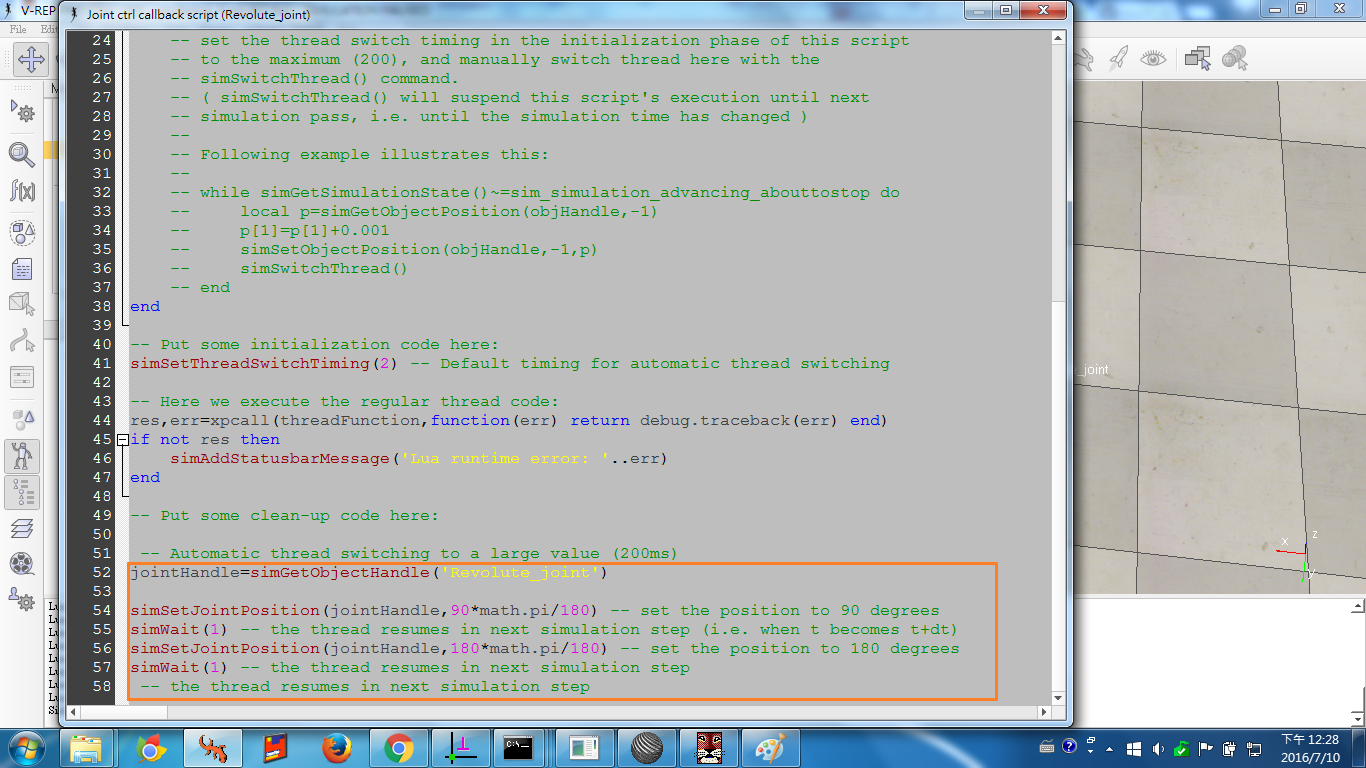 V-REP
Joint ctrl callback script (Revolute_joint)
File
24 -- set the thread switch timing in the initialization phase of this script
25 -- to the maximum (200), and manually switch thread here with the
26 -- simSwitchThread() command.
27 -- ( simSwitchThread() will suspend this script's execution until next
28 -- simulation pass, i.e. until the simulation time has changed )
29 --
30 -- Following example illustrates this:
31 --
32 -- while simGetSimulationState()~=sim_simulation_advancing_abouttostop do
33 --     local p=simGetObjectPosition(objHandle,-1)
34 --     p[1]=p[1]+0.001
35 --     simSetObjectPosition(objHandle,-1,p)
36 --     simSwitchThread()
37 -- end
38 end
39
40 -- Put some initialization code here:
41 simSetThreadSwitchTiming(2) -- Default timing for automatic thread switching
42
43 -- Here we execute the regular thread code:
44 res,err=xpcall(threadFunction,function(err) return debug.traceback(err) end)
45 if not res then
46     simAddStatusbarMessage('Lua runtime error: '..err)
47 end
48
49 -- Put some clean-up code here:
50
51 -- Automatic thread switching to a large value (200ms)
52 jointHandle=simGetObjectHandle('Revolute_joint')
53
54 simSetJointPosition(jointHandle,90*math.pi/180) -- set the position to 90 degrees
55 simWait(1) -- the thread resumes in next simulation step (i.e. when t becomes t+dt)
56 simSetJointPosition(jointHandle,180*math.pi/180) -- set the position to 180 degrees
57 simWait(1) -- the thread resumes in next simulation step
58 -- the thread resumes in next simulation step
_joint
x
z
y
下午 12:28
2016/7/10